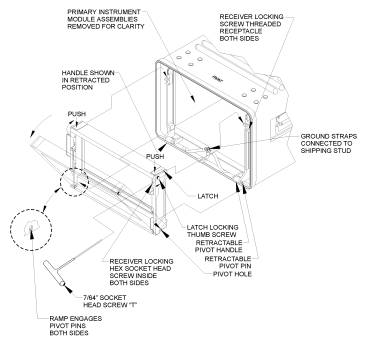 PRIMARY INSTRUMENT
MODULE ASSEMBLIES
REMOVED FOR CLARITY
RECEIVER LOCKING
SCREW THREADED
RECEPTACLE
BOTH SIDES
FRONT
HANDLE SHOWN
IN RETRACTED
POSITION
PUSH
GROUND STRAPS
CONNECTED TO
SHIPPING STUD
PUSH
LATCH
LATCH LOCKING
THUMB SCREW
RETRACTABLE
PIVOT HANDLE
RETRACTABLE
PIVOT PIN
PIVOT HOLE
RECEIVER LOCKING
HEX SOCKET HEAD
SCREW INSIDE
BOTH SIDES
7/64" SOCKET
HEAD SCREW "T"
RAMP ENGAGES
PIVOT PINS
BOTH SIDES